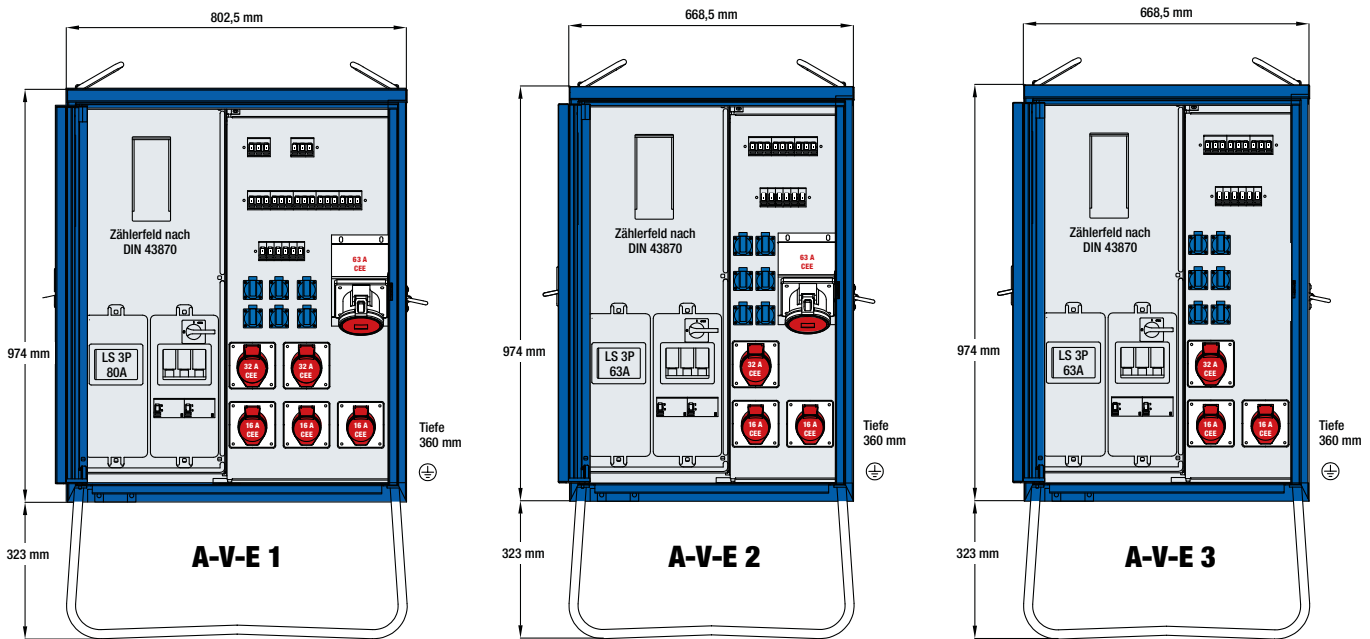 802,5 mm
Zählerfeld nach
DIN 43870
63 A
CEE
974 mm
LS 3P
80A
32 A
CEE
32 A
CEE
16 A
CEE
16 A
CEE
16 A
CEE
Tiefe
360 mm
323 mm
A-V-E 1
668,5 mm
Zählerfeld nach
DIN 43870
63 A
CEE
974 mm
LS 3P
63A
32 A
CEE
16 A
CEE
16 A
CEE
Tiefe
360 mm
323 mm
A-V-E 2
668,5 mm
Zählerfeld nach
DIN 43870
974 mm
LS 3P
63A
32 A
CEE
16 A
CEE
16 A
CEE
Tiefe
360 mm
323 mm
A-V-E 3